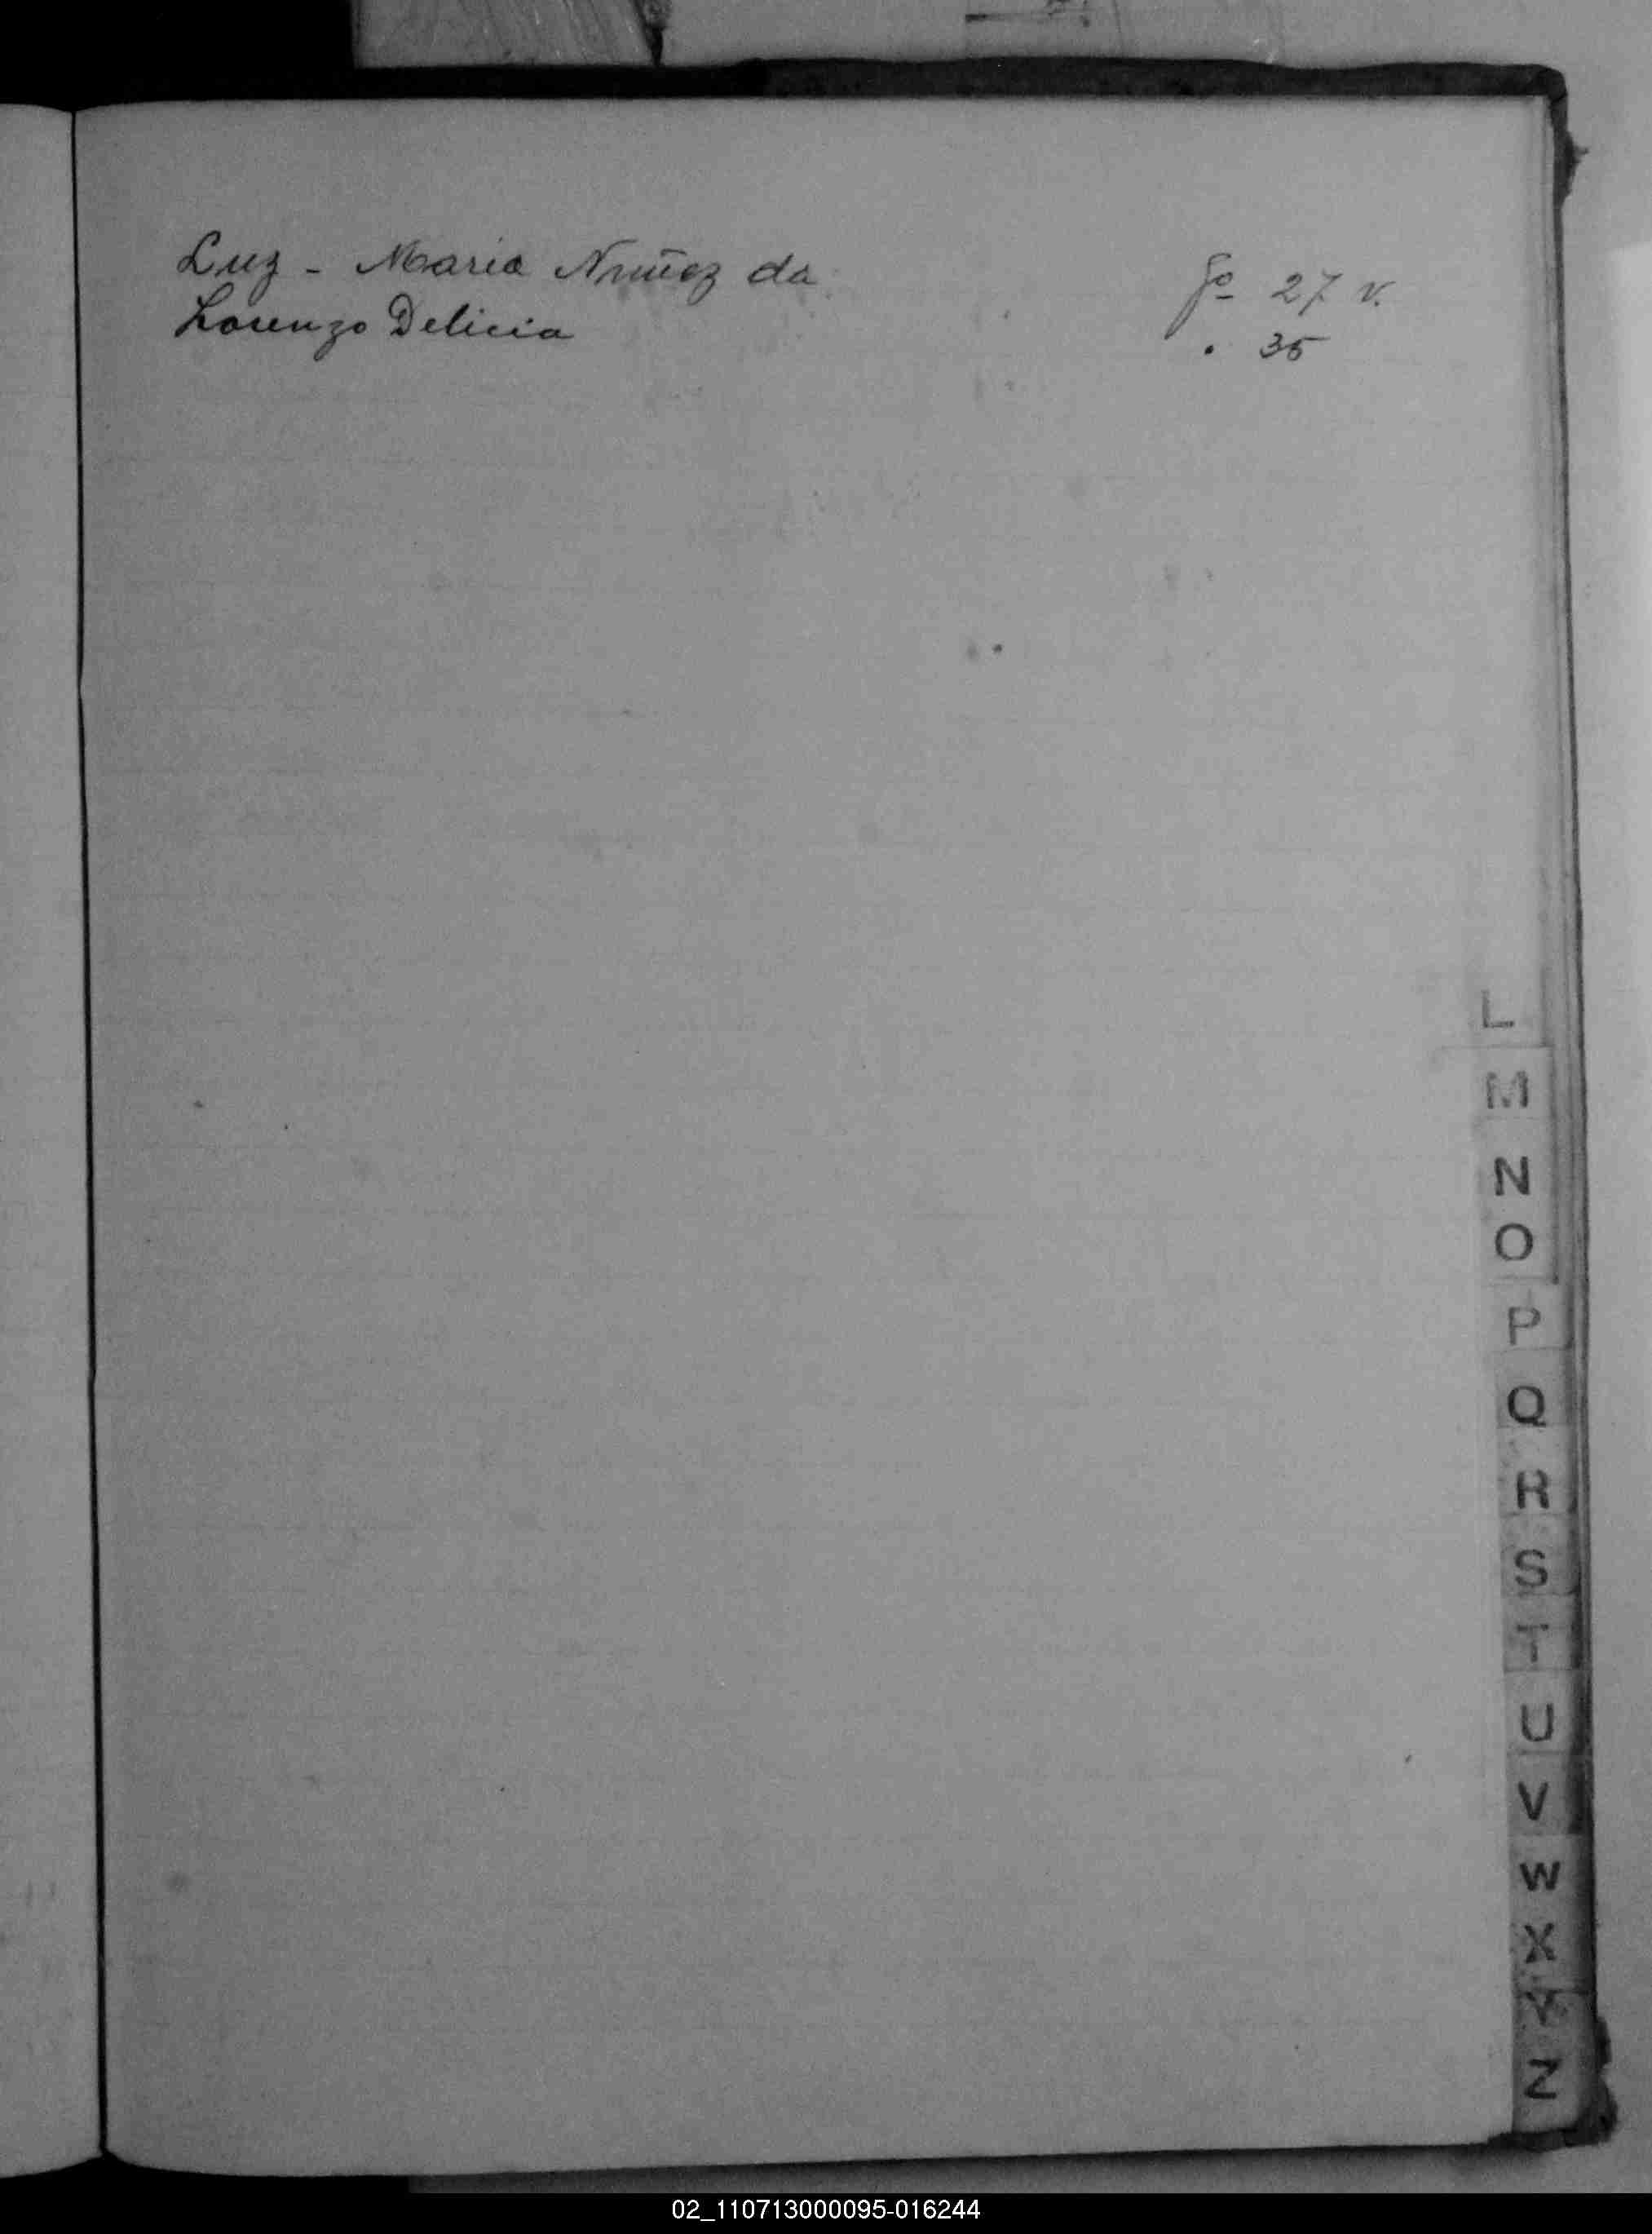 Luz - Maria Nuñez da fo 27 v.
Lorenzo Delicia . 35
L
M
N
O
P
Q
R
S
T
U
V
W
X
Y
Z
02_110713000095-016244